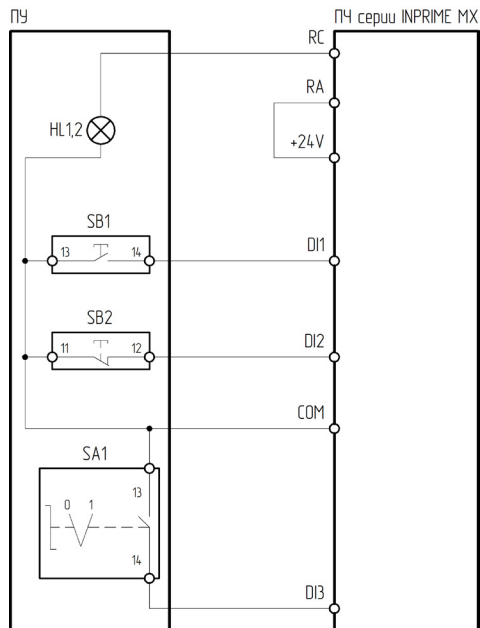 ПУ
ПЧ серии INPRIME MX
RC
RA
HL1,2
+24V
SB1
13 14
DI1
SB2
11 12
DI2
COM
SA1
13
0 1
14
DI3